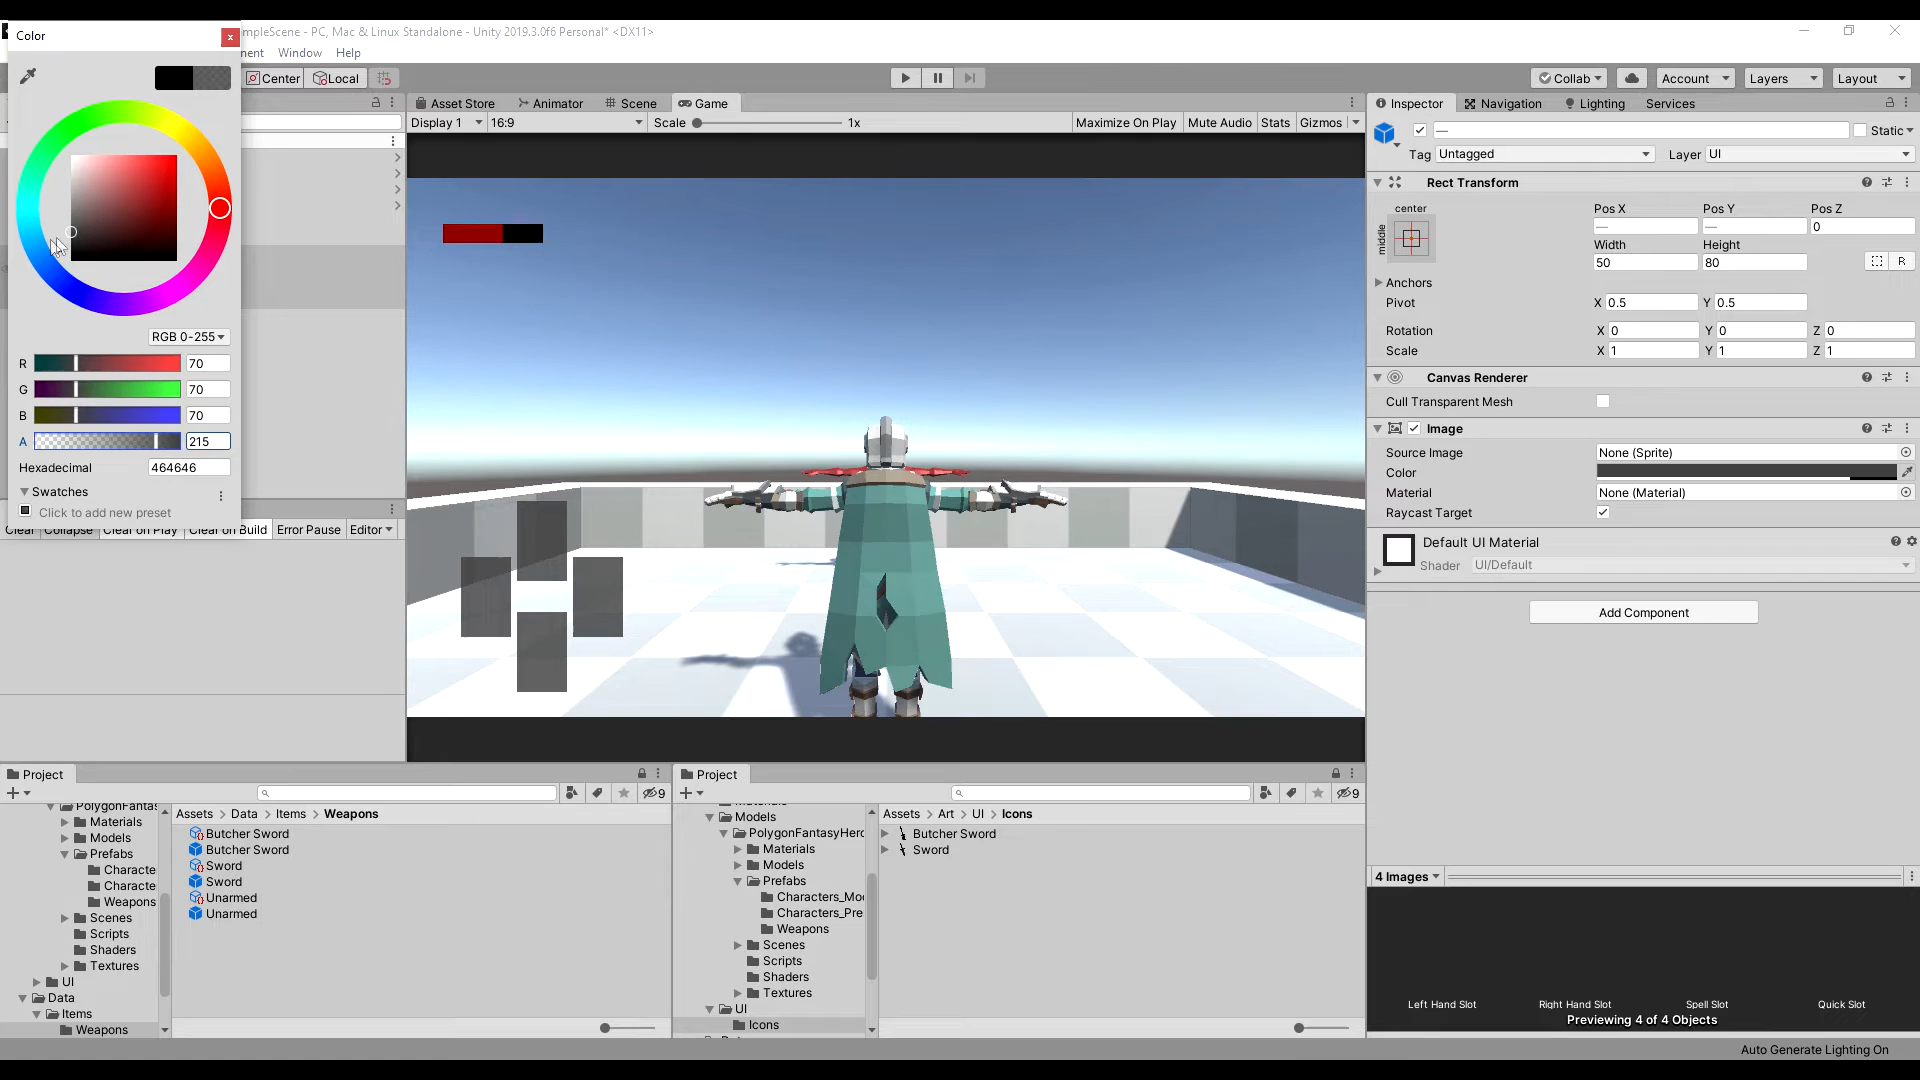 Color
impleScene - PC, Mac & Linux Standalone - Unity 2019.3.0f6 Personal* <DX11>
nent Window Help
Center Local
Collab Account Layers Layout
Asset Store Animator Scene Game
Inspector Navigation Lighting Services
Display 1 16:9 Scale 1x Maximize On Play Mute Audio Stats Gizmos
— Static
Tag Untagged Layer UI
Rect Transform
center
middle
Pos X Pos Y Pos Z
— — 0
Width Height
50 80 R
Anchors
Pivot X 0.5 Y 0.5
Rotation X 0 Y 0 Z 0
Scale X 1 Y 1 Z 1
Canvas Renderer
Cull Transparent Mesh
Image
Source Image None (Sprite)
Color
Material None (Material)
Raycast Target
Default UI Material
Shader UI/Default
Add Component
RGB 0-255
R 70
G 70
B 70
A 215
Hexadecimal 464646
Swatches
Click to add new preset
Clear Collapse Clear on Play Clear on Build Error Pause Editor
Project
9
PolygonFantas
Materials
Models
Prefabs
Characte
Characte
Weapons
Scenes
Scripts
Shaders
Textures
UI
Data
Items
Weapons
Assets > Data > Items > Weapons
Butcher Sword
Butcher Sword
Sword
Sword
Unarmed
Unarmed
Project
9
Materials
Models
PolygonFantasyHero
Materials
Models
Prefabs
Characters_Mod
Characters_Pre
Weapons
Scenes
Scripts
Shaders
Textures
UI
Icons
Assets > Art > UI > Icons
Butcher Sword
Sword
4 Images
Left Hand Slot Right Hand Slot Spell Slot Quick Slot
Previewing 4 of 4 Objects
Auto Generate Lighting On